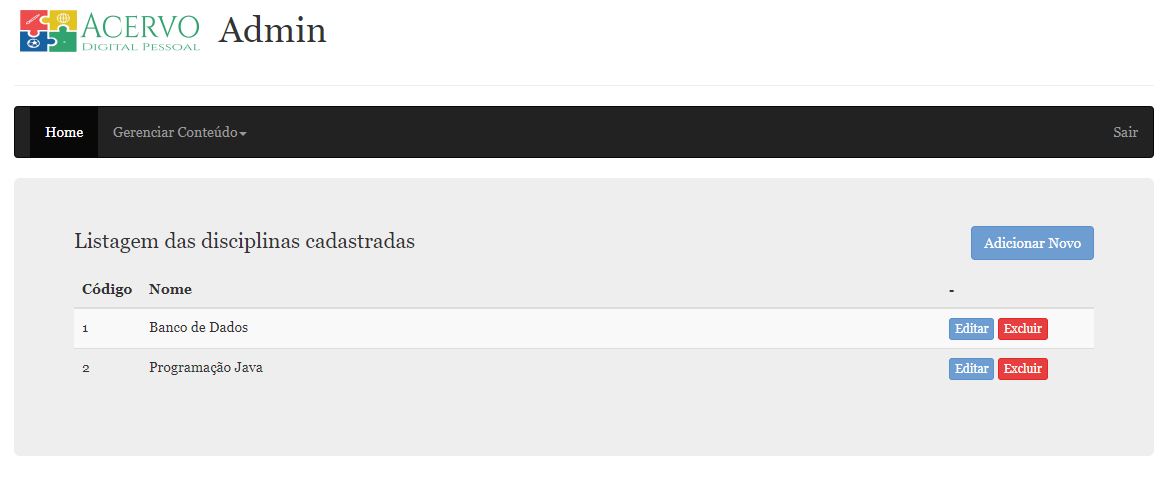 ACERVO
DIGITAL PESSOAL
Admin
Home Gerenciar Conteúdo Sair
Listagem das disciplinas cadastradas Adicionar Novo
Código Nome -
1 Banco de Dados Editar Excluir
2 Programação Java Editar Excluir